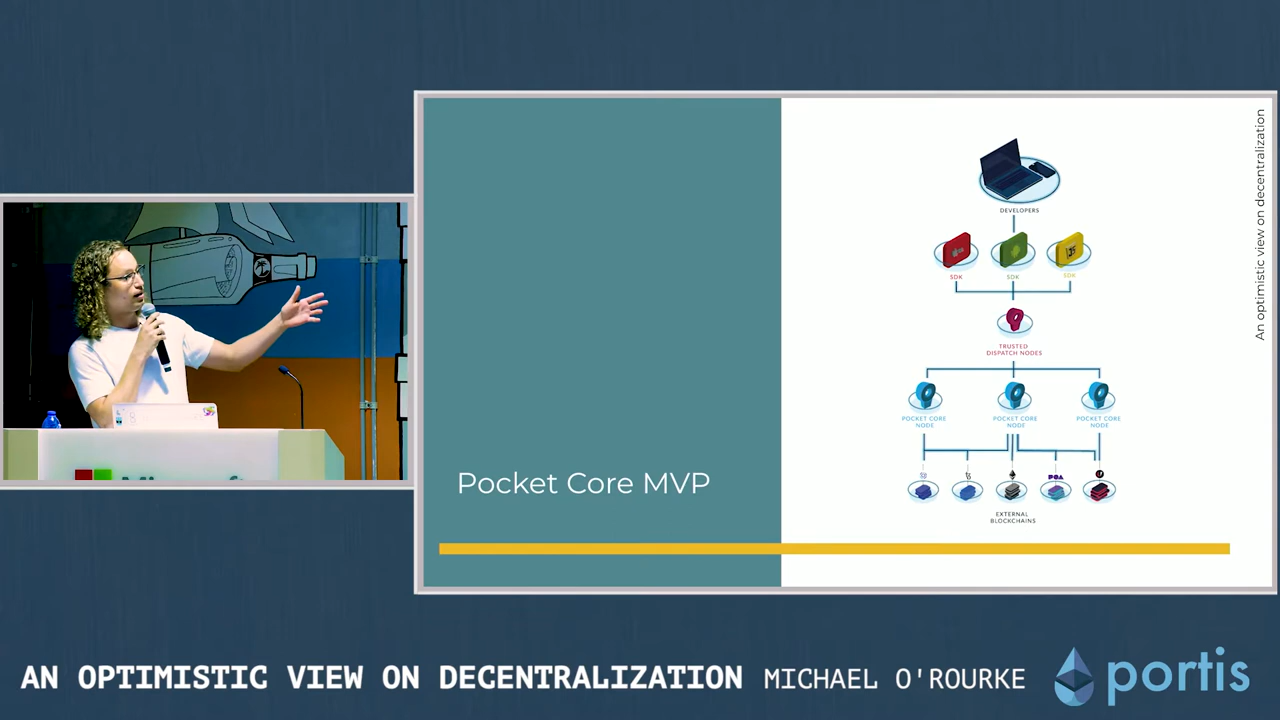 An optimistic view on decentralization
DEVELOPERS
SDK
SDK
SDK
TRUSTED
DISPATCH NODES
POCKET CORE
NODE
POCKET CORE
NODE
POCKET CORE
NODE
POA
EXTERNAL
BLOCKCHAINS
Pocket Core MVP
AN OPTIMISTIC VIEW ON DECENTRALIZATION MICHAEL O'ROURKE
portis